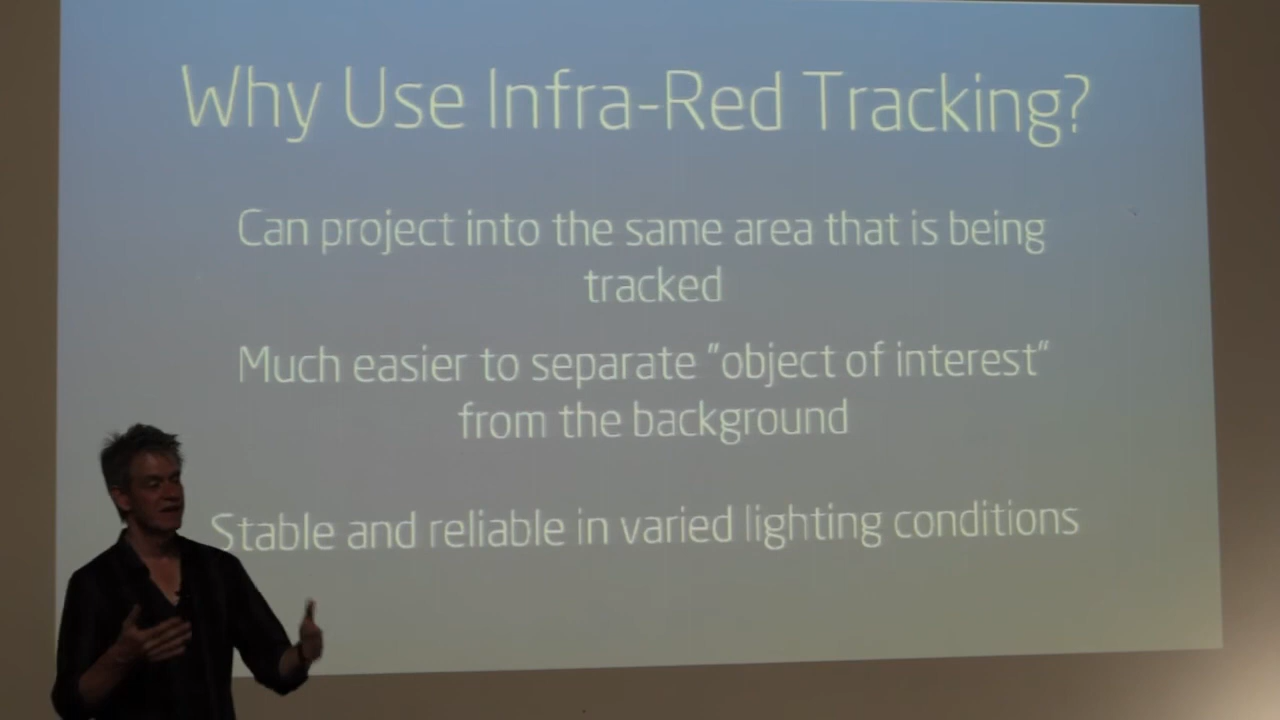 Why Use Infra-Red Tracking?
Can project into the same area that is being
tracked
Much easier to separate "object of interest"
from the background
Stable and reliable in varied lighting conditions